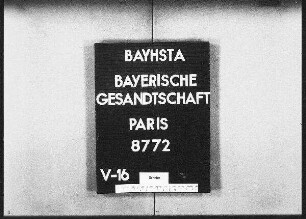 BAYHSTA
BAYERISCHE
GESANDTSCHAFT
PARIS
8772
V-16